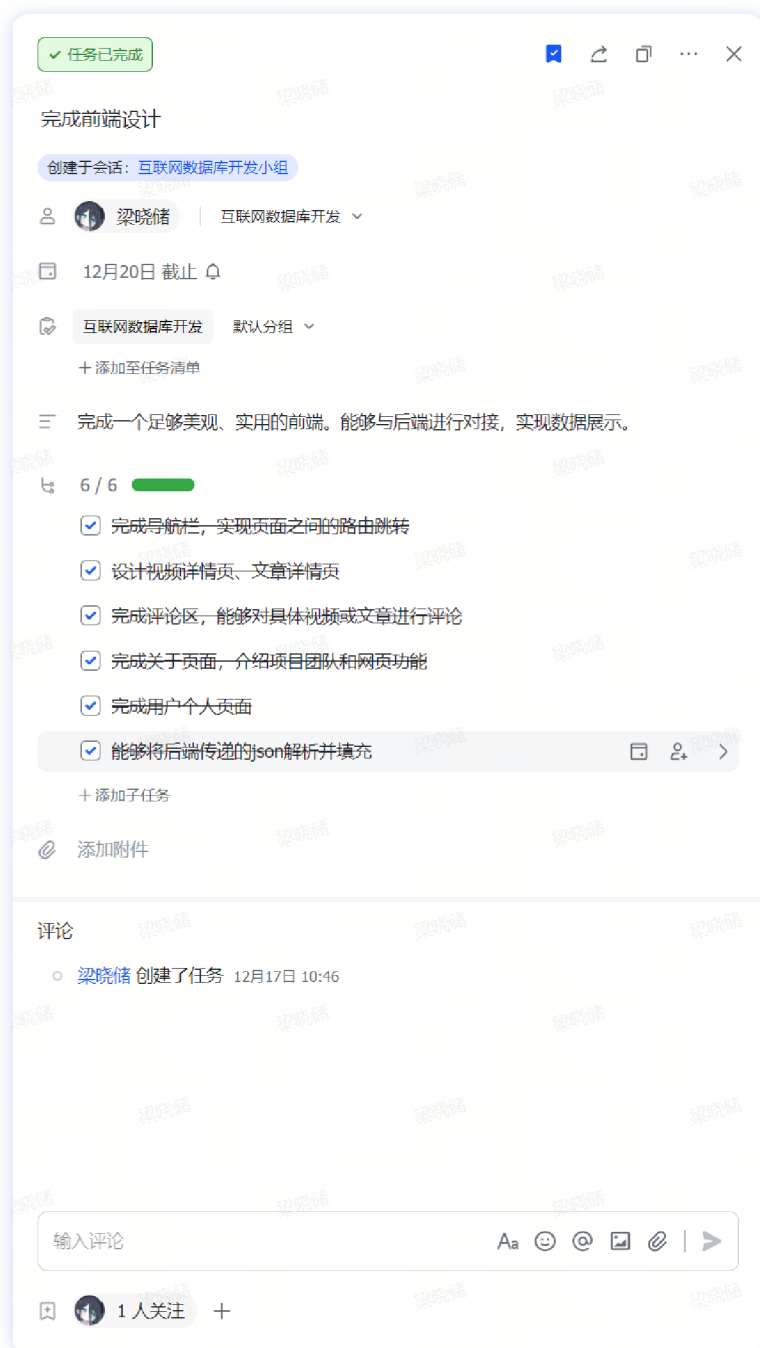 任务已完成
完成前端设计
创建于会话：互联网数据库开发小组
梁晓储 互联网数据库开发
12月20日 截止
互联网数据库开发 默认分组
添加至任务清单
完成一个足够美观、实用的前端。能够与后端进行对接，实现数据展示。
6 / 6
完成导航栏，实现页面之间的路由跳转
设计视频详情页、文章详情页
完成评论区，能够对具体视频或文章进行评论
完成关于页面，介绍项目团队和网页功能
完成用户个人页面
能够将后端传递的json解析并填充
添加子任务
添加附件
评论
梁晓储 创建了任务 12月17日 10:46
输入评论 Aa
1 人关注
梁晓储